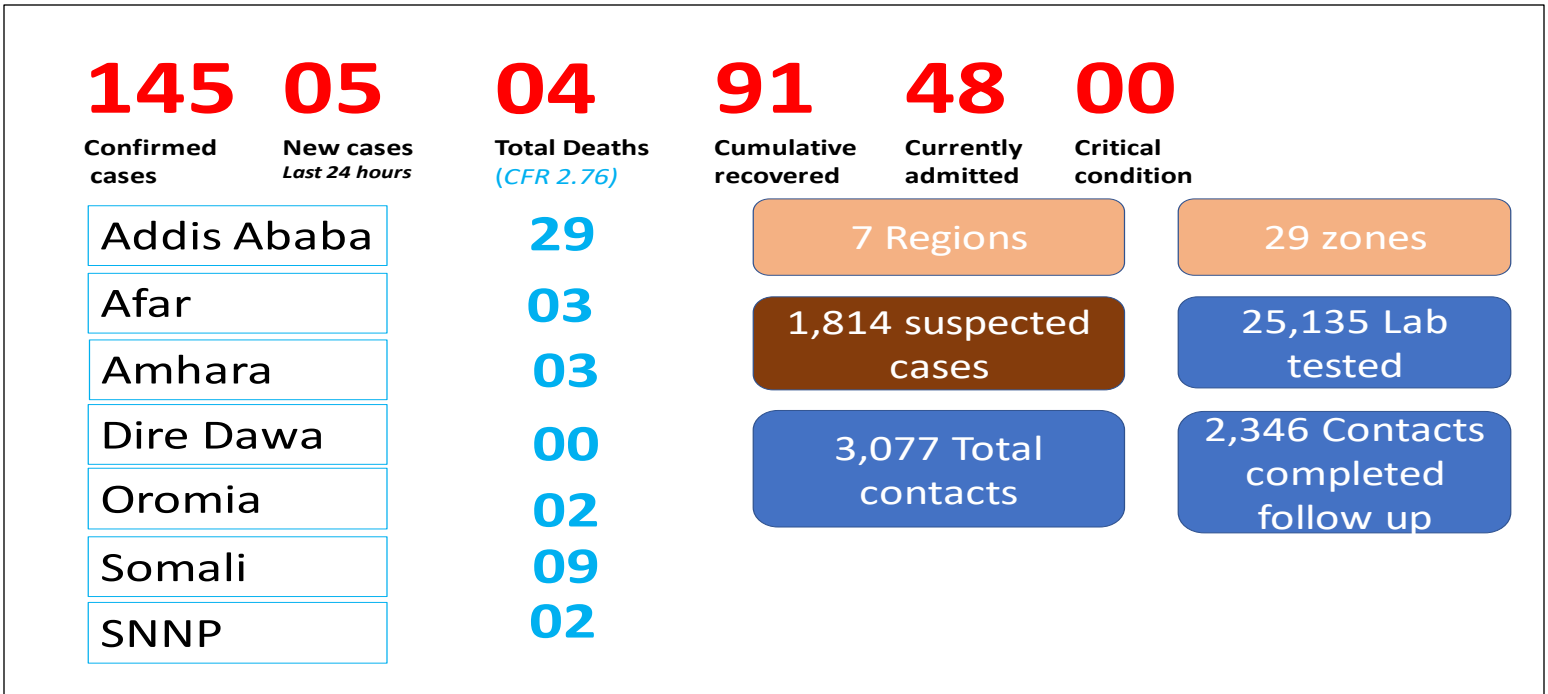 145 05 04 91 48 00
Confirmed New cases Total Deaths Cumulative Currently Critical
cases Last 24 hours (CFR 2.76) recovered admitted condition
Addis Ababa 29
Afar 03
Amhara 03
Dire Dawa 00
Oromia 02
Somali 09
SNNP 02
7 Regions
29 zones
1,814 suspected
cases
25,135 Lab
tested
3,077 Total
contacts
2,346 Contacts
completed
follow up